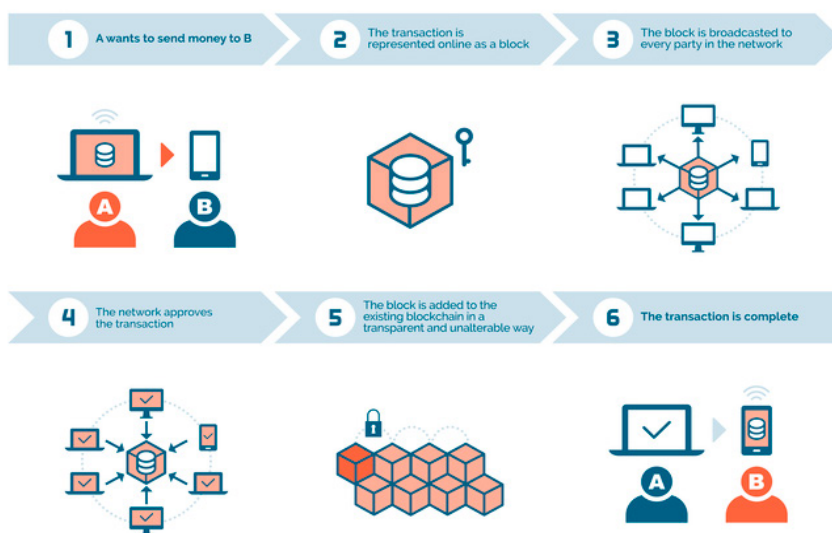 1 A wants to send money to B
2 The transaction is
represented online as a block
3 The block is broadcasted to
every party in the network
A
B
4 The network approves
the transaction
5 The block is added to the
existing blockchain in a
transparent and unalterable way
6 The transaction is complete
A
B